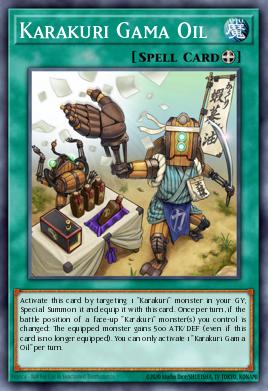 KARAKURI GAMA OIL
魔
[SPELL CARD]
Activate this card by targeting 1 "Karakuri" monster in your GY;
Special Summon it and equip it with this card. Once per turn, if the
battle position of a face-up "Karakuri" monster(s) you control
is changed: The equipped monster gains 500 ATK/DEF (even if this
card is no longer equipped). You can only activate 1 "Karakuri Gama
Oil" per turn.